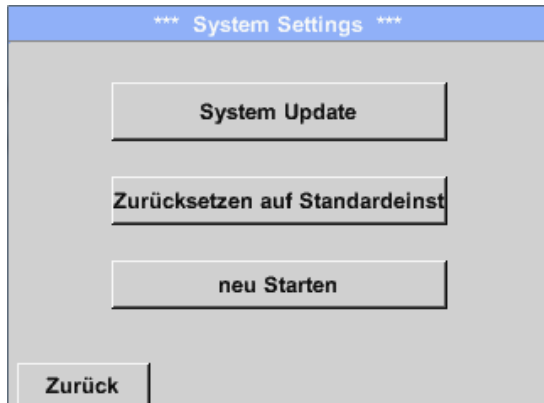 *** System Settings ***
System Update
Zurücksetzen auf Standardeinst
neu Starten
Zurück